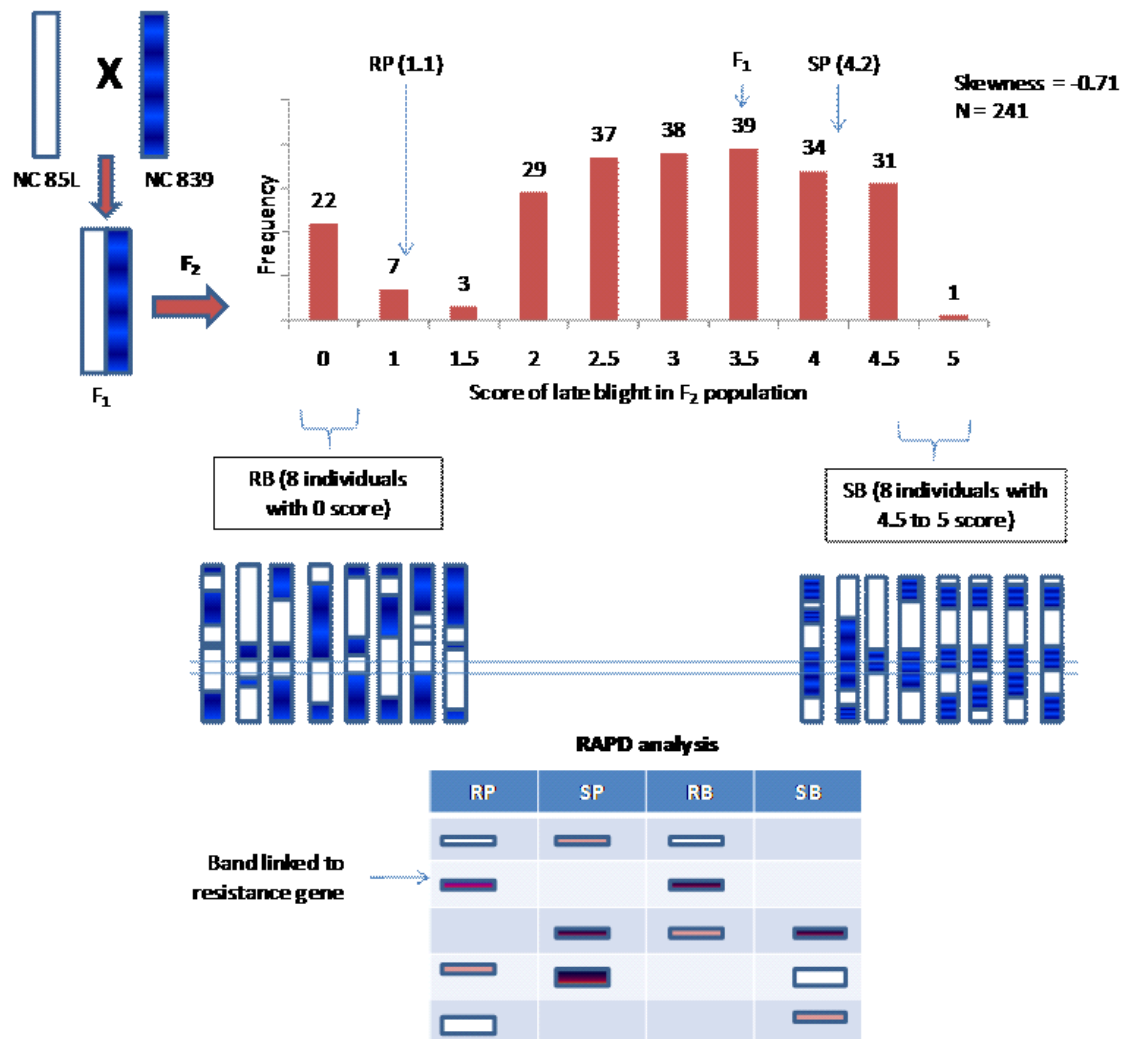 X
NC 85L
NC 839
F1
F2
RP (1.1)
F1
SP (4.2)
Skewness = -0.71
N = 241
Frequency
22
7
3
29
37
38
39
34
31
1
0 1 1.5 2 2.5 3 3.5 4 4.5 5
Score of late blight in F2 population
RB (8 individuals
with 0 score)
SB (8 individuals with
4.5 to 5 score)
RAPD analysis
RP SP RB SB
Band linked to
resistance gene